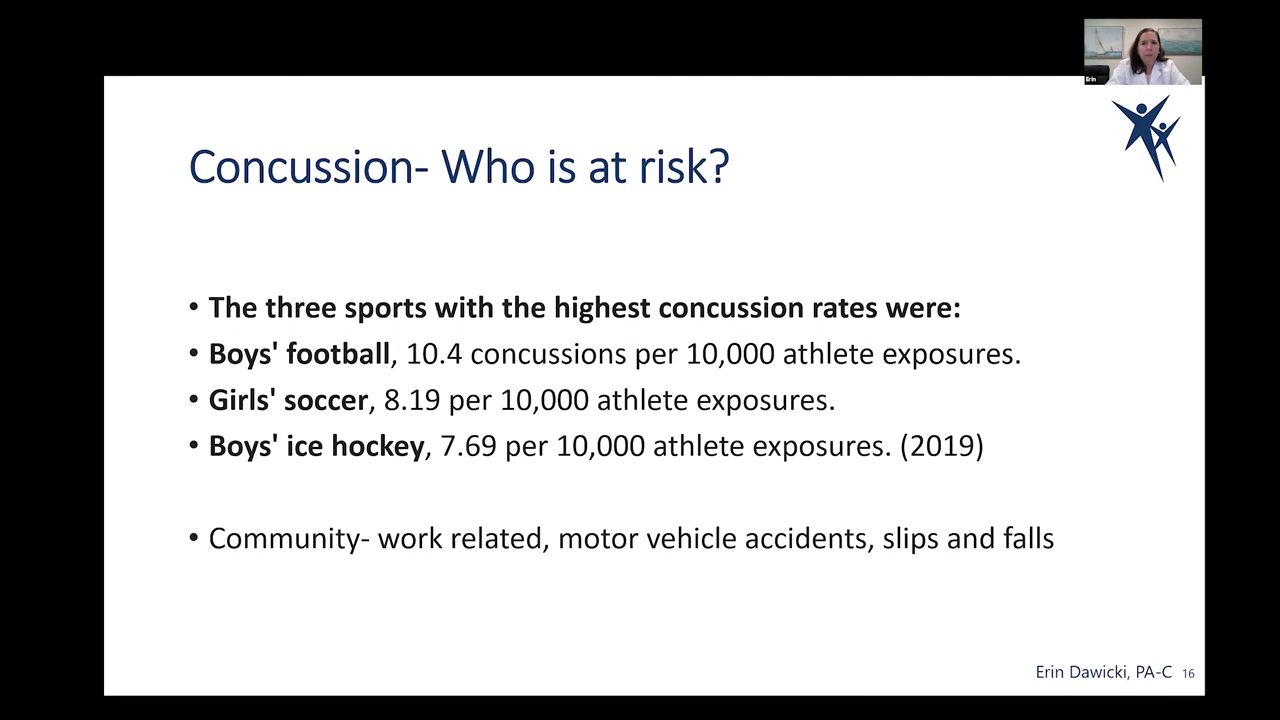 Erin
Concussion- Who is at risk?
• The three sports with the highest concussion rates were:
• Boys' football, 10.4 concussions per 10,000 athlete exposures.
• Girls' soccer, 8.19 per 10,000 athlete exposures.
• Boys' ice hockey, 7.69 per 10,000 athlete exposures. (2019)
• Community- work related, motor vehicle accidents, slips and falls
Erin Dawicki, PA-C 16